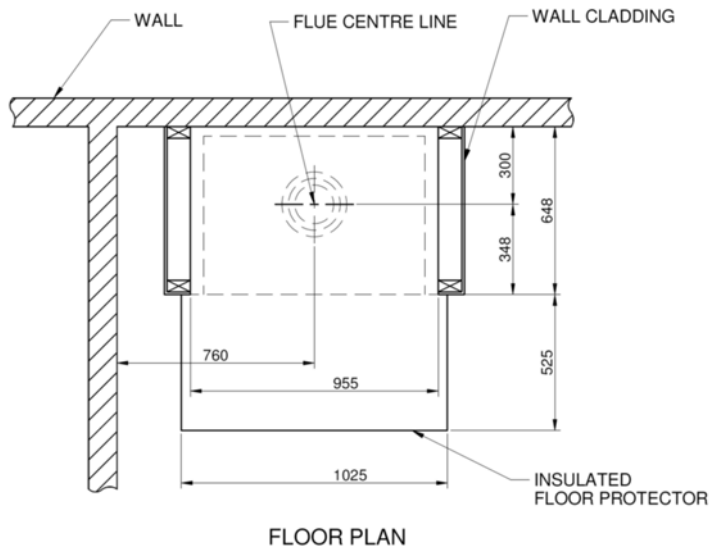 WALL
FLUE CENTRE LINE
WALL CLADDING
300
648
348
760
525
955
1025
INSULATED
FLOOR PROTECTOR
FLOOR PLAN